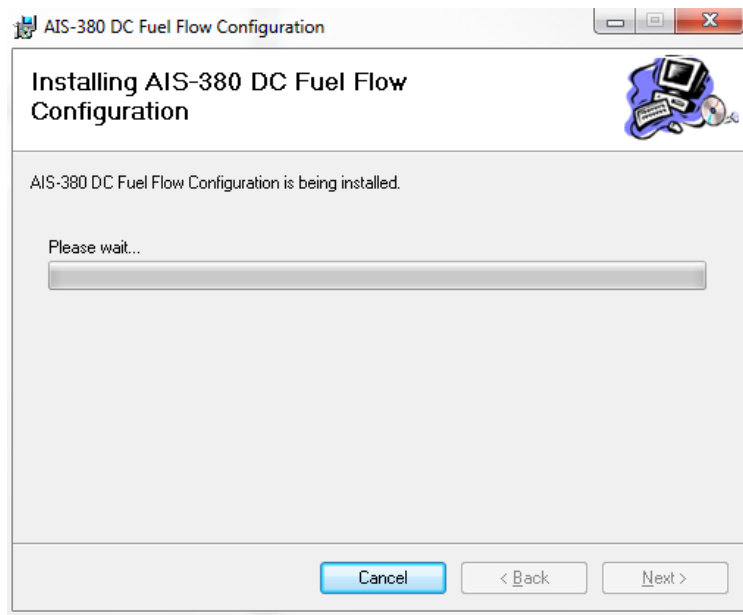 AIS-380 DC Fuel Flow Configuration
Installing AIS-380 DC Fuel Flow
Configuration
AIS-380 DC Fuel Flow Configuration is being installed.
Please wait...
Cancel
< Back
Next >